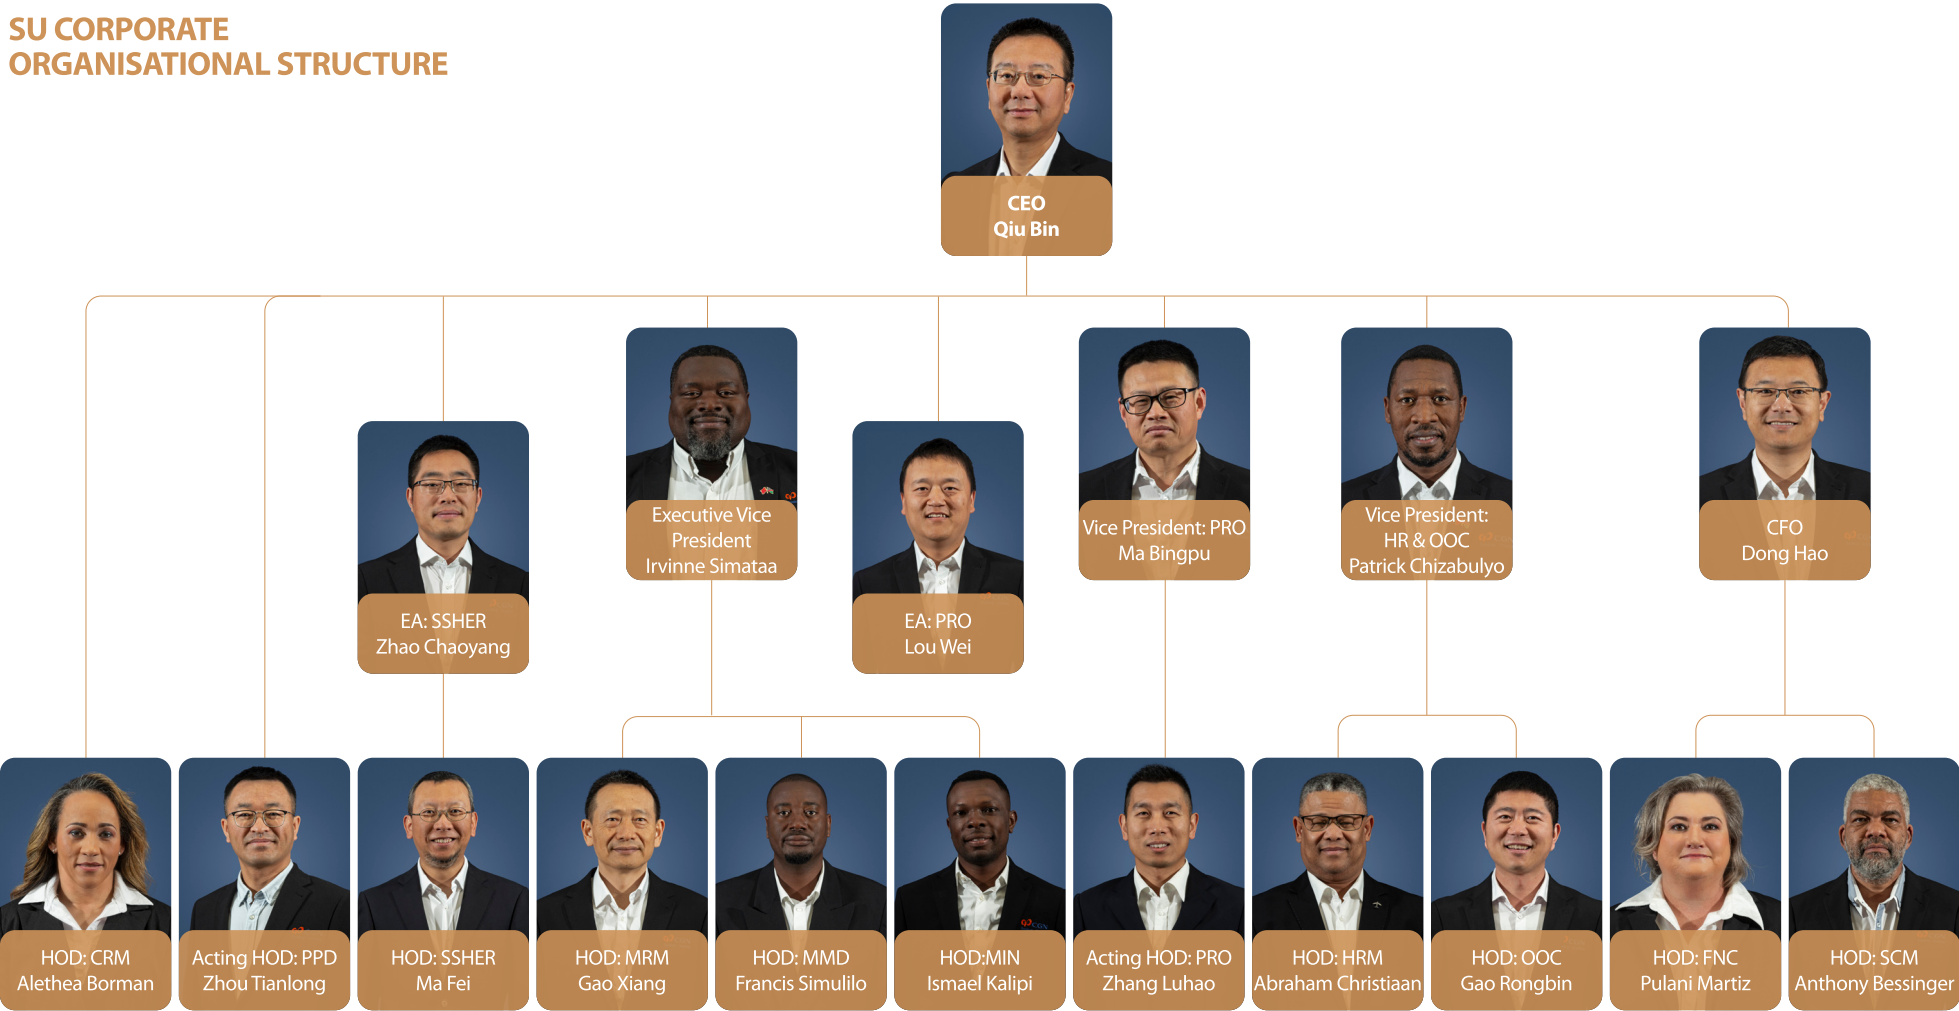 SU CORPORATE
ORGANISATIONAL STRUCTURE
CEO
Qiu Bin
Executive Vice
President
Irvinne Simataa
Vice President: PRO
Ma Bingpu
Vice President:
HR & OOC
Patrick Chizabulyo
CFO
Dong Hao
EA: SSHER
Zhao Chaoyang
EA: PRO
Lou Wei
HOD: CRM
Alethea Borman
Acting HOD: PPD
Zhou Tianlong
HOD: SSHER
Ma Fei
HOD: MRM
Gao Xiang
HOD: MMD
Francis Simulilo
HOD:MIN
Ismael Kalipi
Acting HOD: PRO
Zhang Luhao
HOD: HRM
Abraham Christiaan
HOD: OOC
Gao Rongbin
HOD: FNC
Pulani Martiz
HOD: SCM
Anthony Bessinger